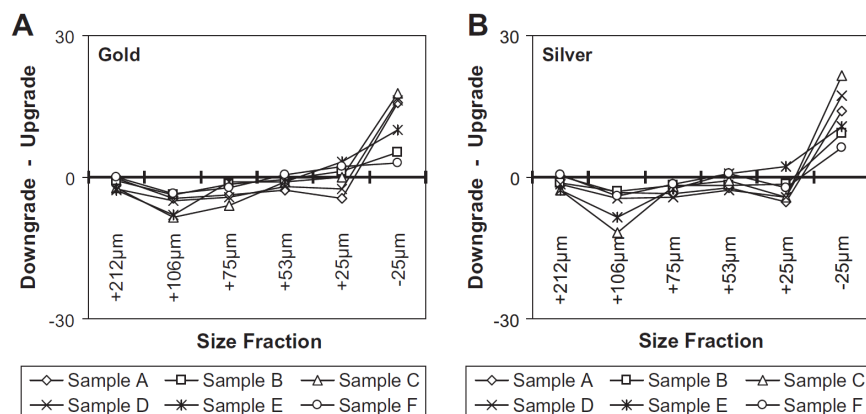 A
30
Gold
0
-30
Downgrade - Upgrade
+212µm
+106µm
+75µm
+53µm
+25µm
-25µm
Size Fraction
Sample A
Sample B
Sample C
Sample D
Sample E
Sample F
B
30
Silver
0
-30
Downgrade - Upgrade
+212µm
+106µm
+75µm
+53µm
+25µm
-25µm
Size Fraction
Sample A
Sample B
Sample C
Sample D
Sample E
Sample F